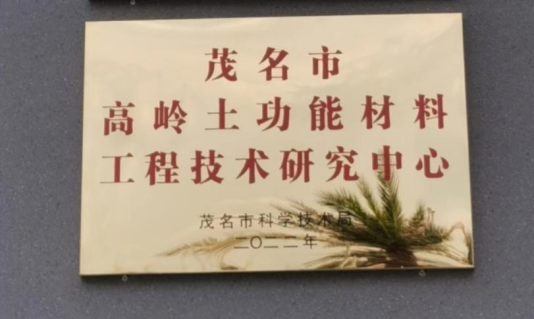 茂名市
高岭土功能材料
工程技术研究中心
茂名市科学技术局
二〇二二年